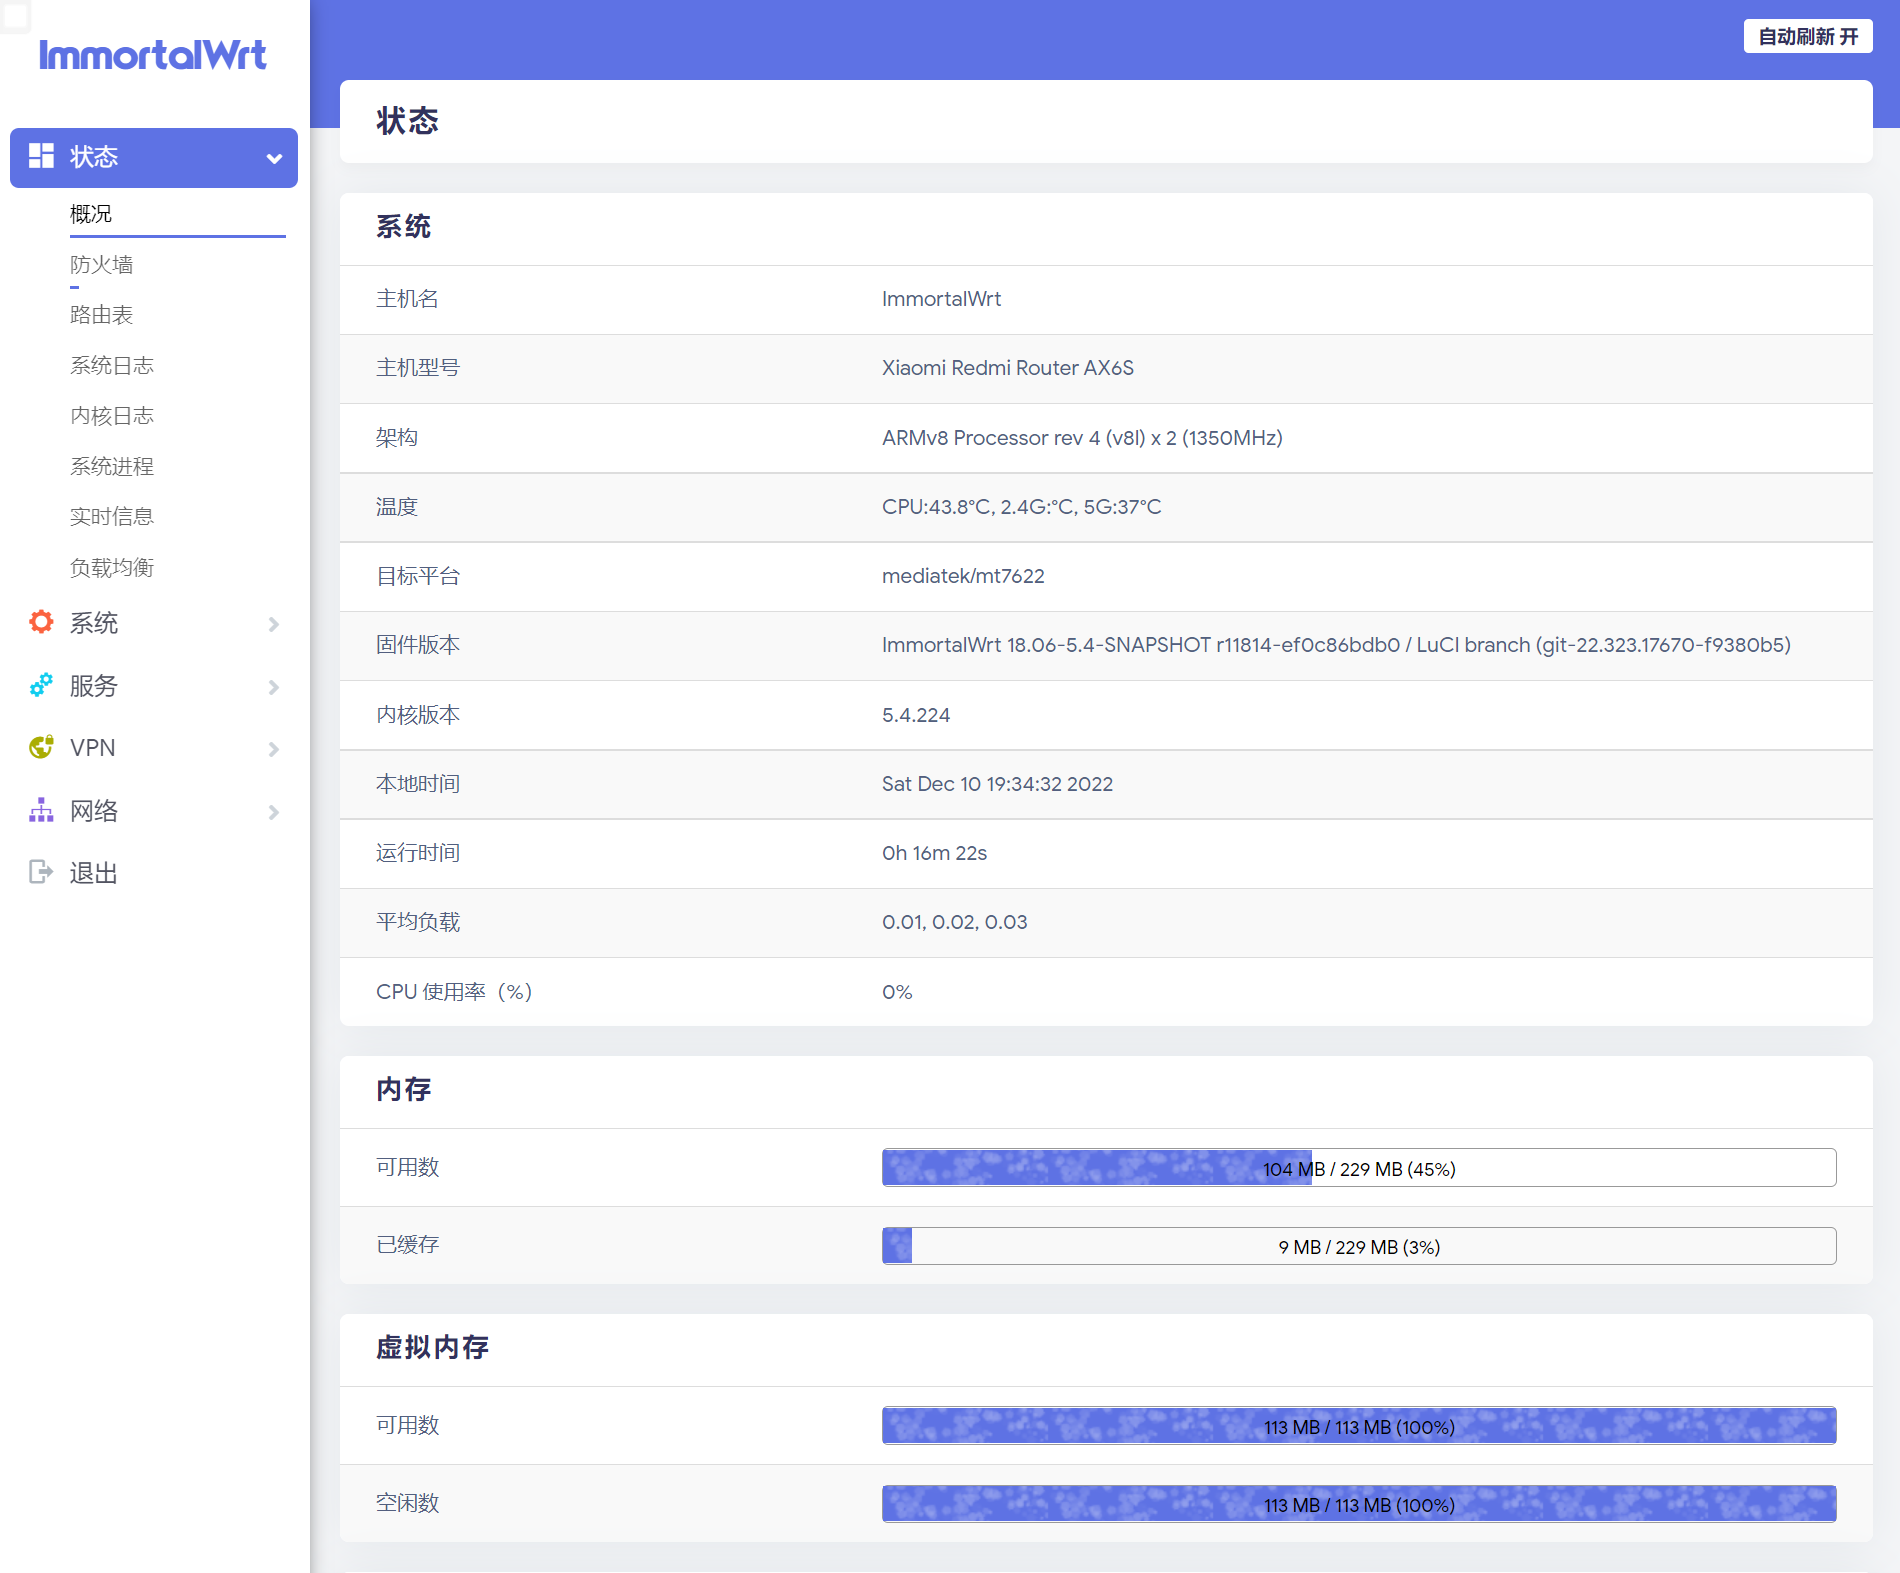 ImmortalWrt
状态
概况
防火墙
路由表
系统日志
内核日志
系统进程
实时信息
负载均衡
系统
服务
VPN
网络
退出
自动刷新 开
状态
系统
主机名 ImmortalWrt
主机型号 Xiaomi Redmi Router AX6S
架构 ARMv8 Processor rev 4 (v8l) x 2 (1350MHz)
温度 CPU:43.8°C, 2.4G:°C, 5G:37°C
目标平台 mediatek/mt7622
固件版本 ImmortalWrt 18.06-5.4-SNAPSHOT r11814-ef0c86bdb0 / LuCI branch (git-22.323.17670-f9380b5)
内核版本 5.4.224
本地时间 Sat Dec 10 19:34:32 2022
运行时间 0h 16m 22s
平均负载 0.01, 0.02, 0.03
CPU 使用率（%） 0%
内存
可用数 104 MB / 229 MB (45%)
已缓存 9 MB / 229 MB (3%)
虚拟内存
可用数 113 MB / 113 MB (100%)
空闲数 113 MB / 113 MB (100%)